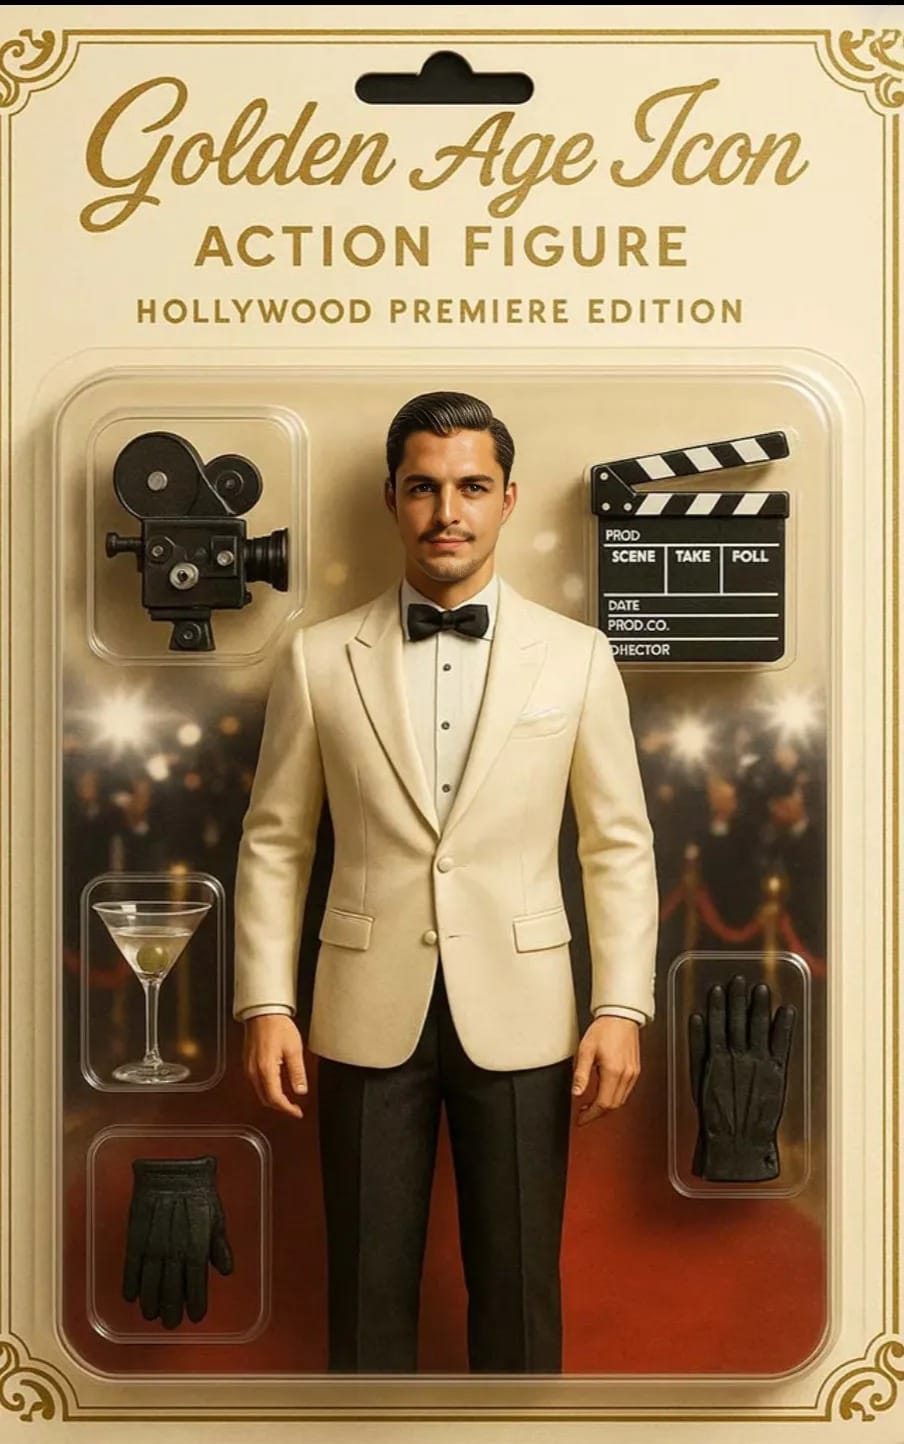 Golden Age Icon
ACTION FIGURE
HOLLYWOOD PREMIERE EDITION
PROD
SCENE TAKE FOLL
DATE
PROD.CO.
DHECTOR